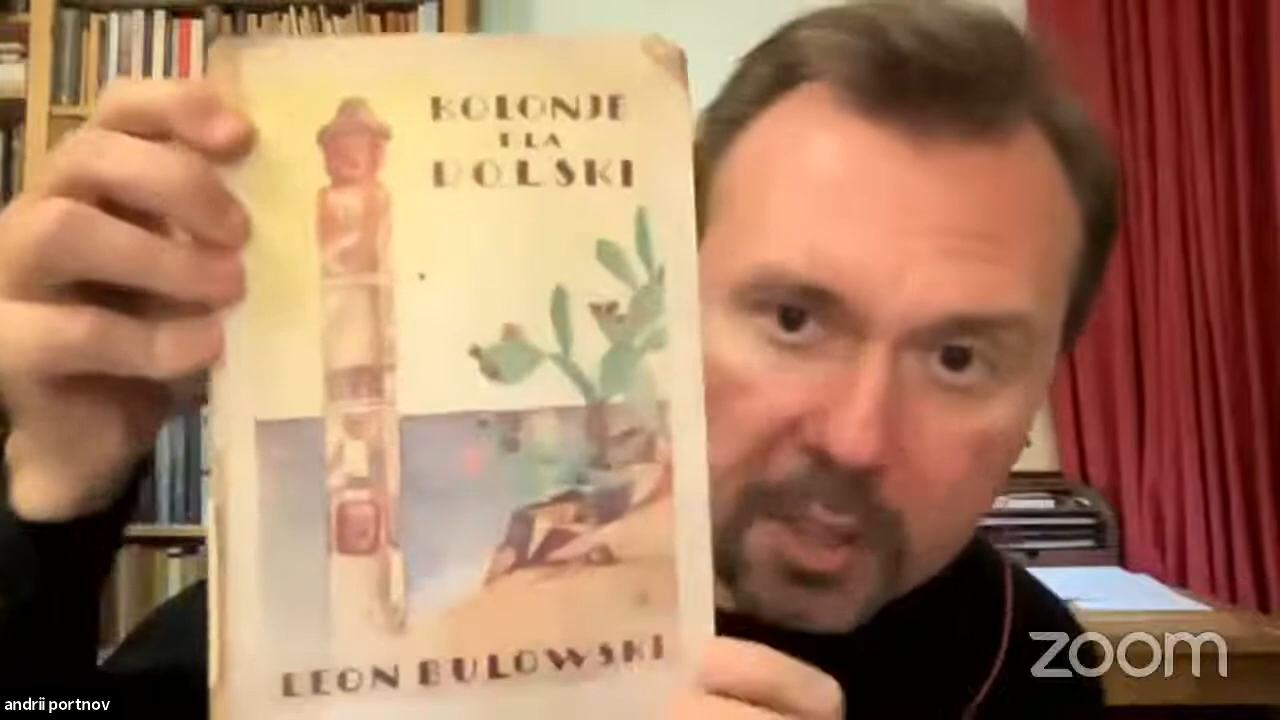 KOLONJE
DLA
POLSKI
LEON BULOWSKI
zoom
andrii portnov